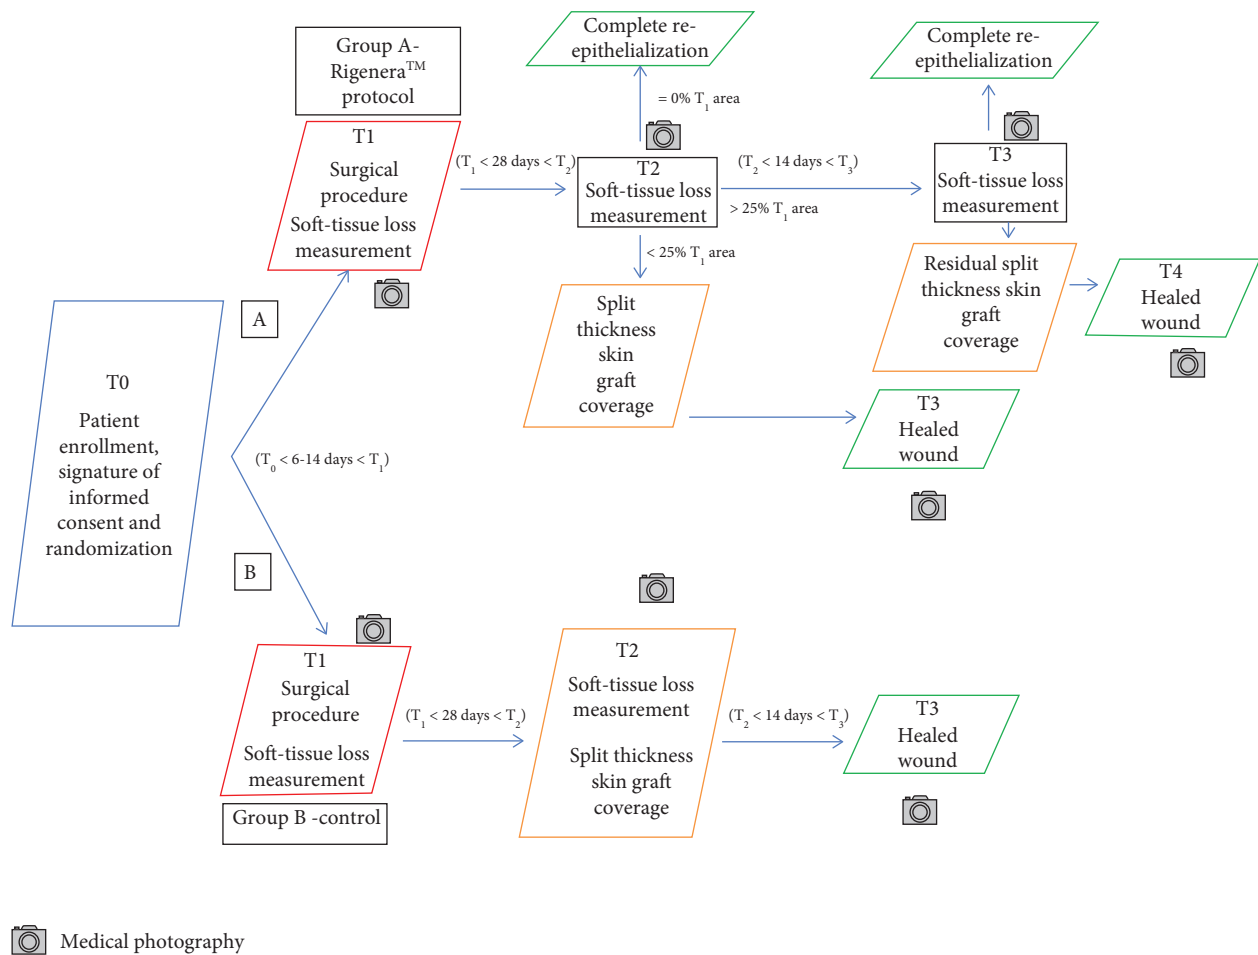 Group A-
Rigenera™
protocol
T1
Surgical
procedure
Soft-tissue loss
measurement
A
T0
Patient
enrollment,
signature of
informed
consent and
randomization
(T0 < 6-14 days < T1)
B
(T1 < 28 days < T2)
Complete re-
epithelialization
= 0% T1 area
T2
Soft-tissue loss
measurement
(T2 < 14 days < T3)
> 25% T1 area
< 25% T1 area
Split
thickness
skin
graft
coverage
Complete re-
epithelialization
T3
Soft-tissue loss
measurement
Residual split
thickness skin
graft
coverage
T4
Healed
wound
T3
Healed
wound
T1
Surgical
procedure
Soft-tissue loss
measurement
Group B -control
(T1 < 28 days < T2)
T2
Soft-tissue loss
measurement
Split thickness
skin graft
coverage
(T2 < 14 days < T3)
T3
Healed
wound
Medical photography